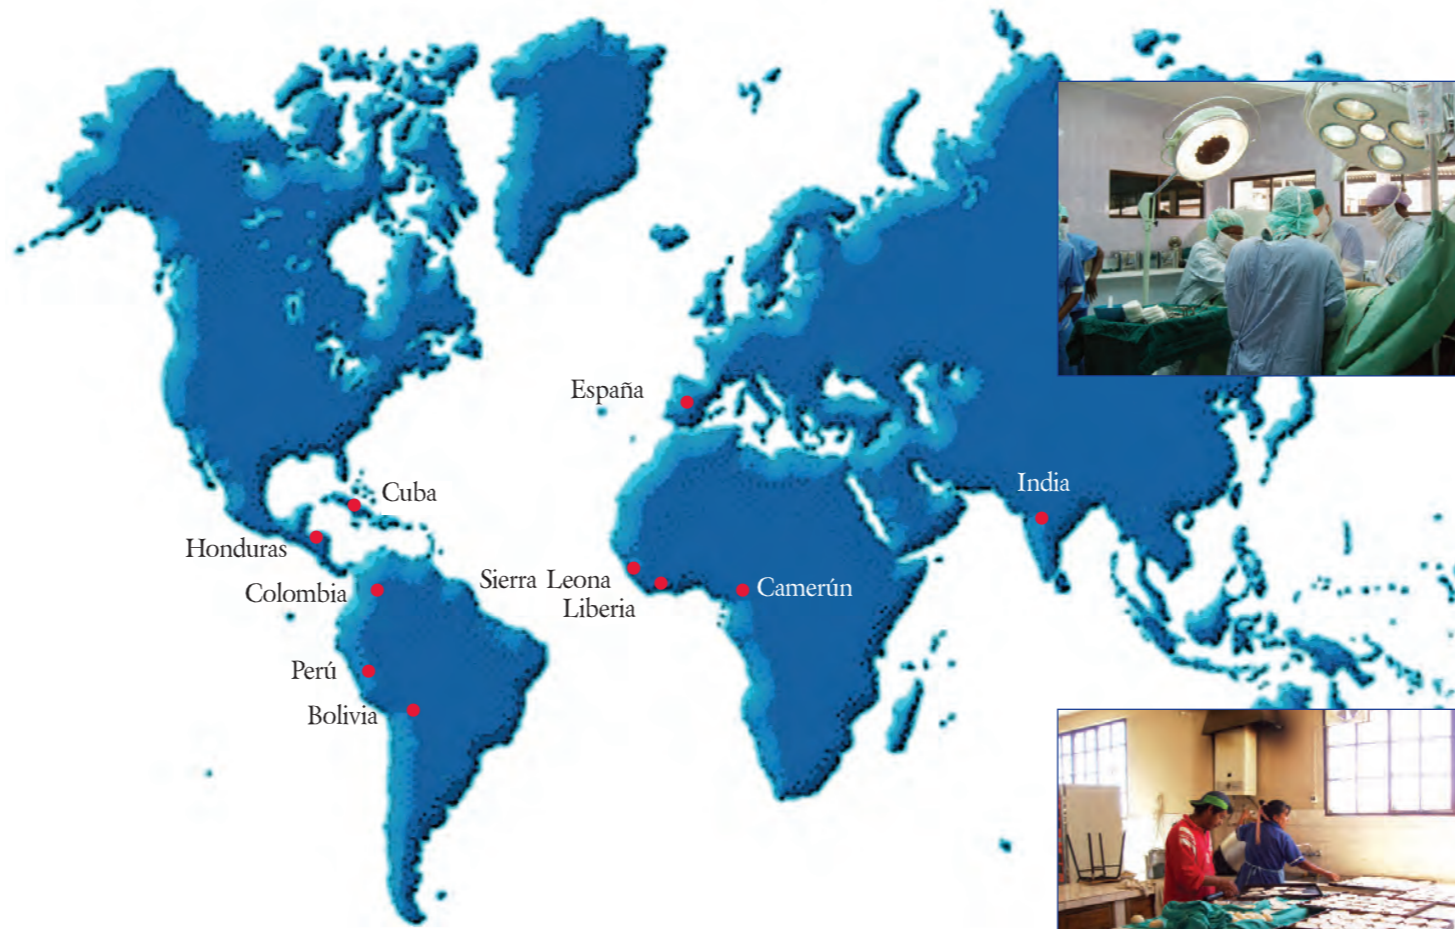 España
India
Cuba
Honduras
Colombia
Sierra Leona
Camerún
Liberia
Perú
Bolivia